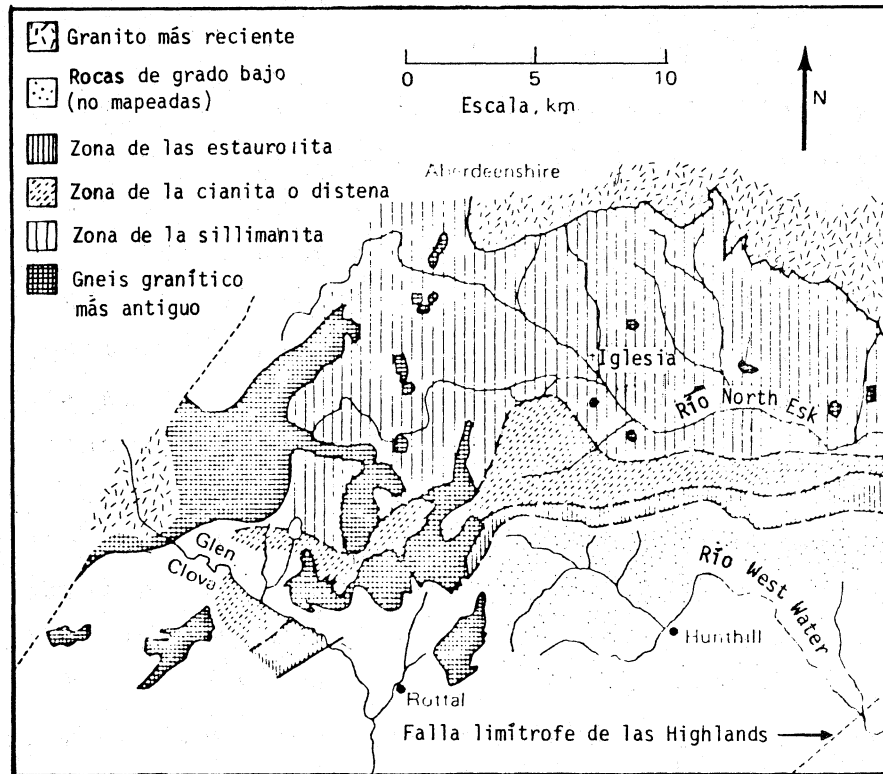 Granito más reciente
Rocas de grado bajo
(no mapeadas)
Zona de las estaurolita
Zona de la cianita o distena
Zona de la sillimanita
Gneis granítico
más antiguo
0 5 10
Escala, km
N
Aberdeenshire
Iglesia
Río North Esk
Glen
Clova
Río West Water
Hunthill
Rottal
Falla limítrofe de las Highlands